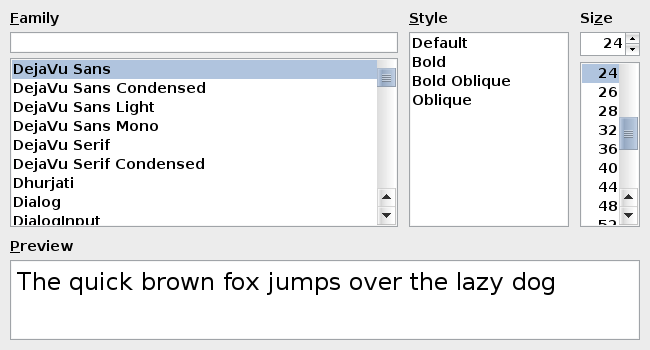 Family
Style
Size
24
DejaVu Sans
DejaVu Sans Condensed
DejaVu Sans Light
DejaVu Sans Mono
DejaVu Serif
DejaVu Serif Condensed
Dhurjati
Dialog
DialogInput
Default
Bold
Bold Oblique
Oblique
24
26
28
32
36
40
44
48
52
Preview
The quick brown fox jumps over the lazy dog